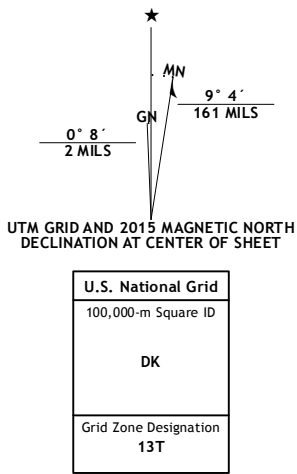 MN
GN
9° 4´
161 MILS
0° 8´
2 MILS
UTM GRID AND 2015 MAGNETIC NORTH
DECLINATION AT CENTER OF SHEET
U.S. National Grid
100,000-m Square ID
DK
Grid Zone Designation
13T